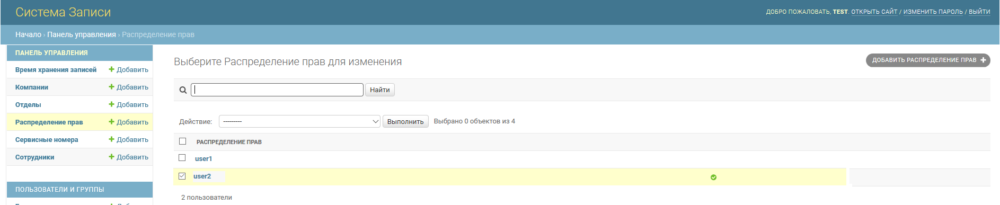 Система Записи
ДОБРО ПОЖАЛОВАТЬ, TEST. ОТКРЫТЬ САЙТ / ИЗМЕНИТЬ ПАРОЛЬ / ВЫЙТИ
Начало › Панель управления › Распределение прав
ПАНЕЛЬ УПРАВЛЕНИЯ
Время хранения записей + Добавить
Компании + Добавить
Отделы + Добавить
Распределение прав + Добавить
Сервисные номера + Добавить
Сотрудники + Добавить
ПОЛЬЗОВАТЕЛИ И ГРУППЫ
Выберите Распределение прав для изменения
ДОБАВИТЬ РАСПРЕДЕЛЕНИЕ ПРАВ +
Найти
Действие: --------- Выполнить Выбрано 0 объектов из 4
РАСПРЕДЕЛЕНИЕ ПРАВ
user1
user2
2 пользователи